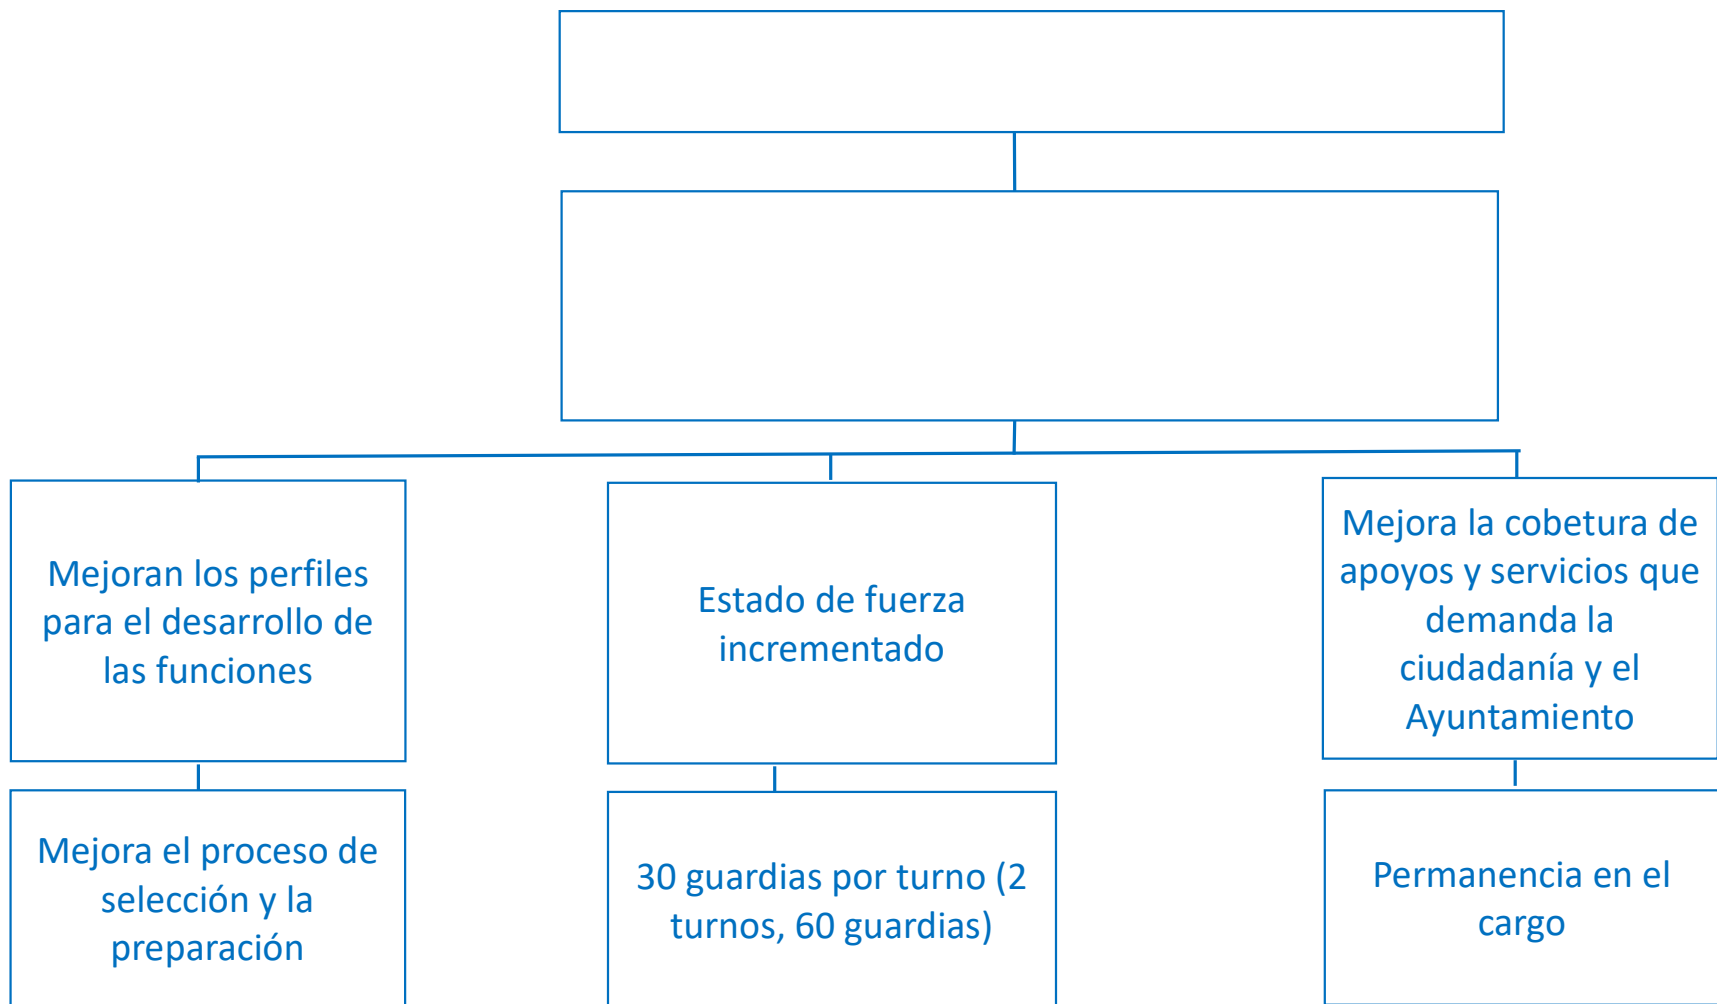 Mejoran los perfiles
para el desarrollo de
las funciones
Estado de fuerza
incrementado
Mejora la cobetura de
apoyos y servicios que
demanda la
ciudadanía y el
Ayuntamiento
Mejora el proceso de
selección y la
preparación
30 guardias por turno (2
turnos, 60 guardias)
Permanencia en el
cargo